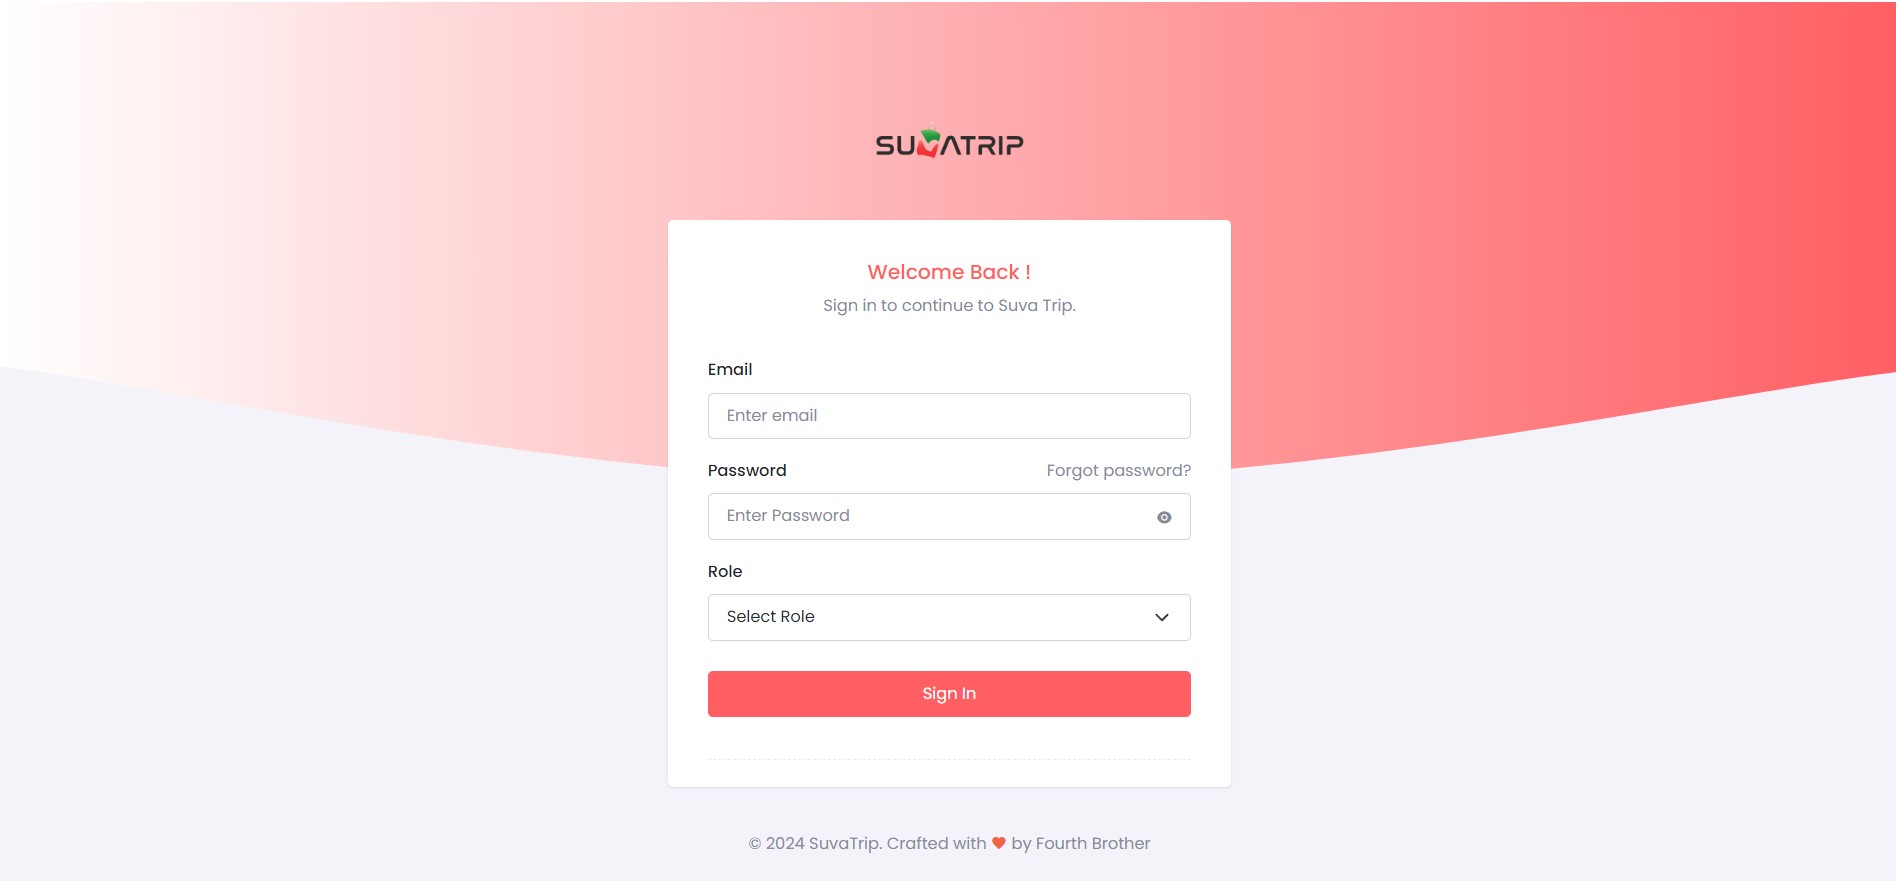 SUVATRIP
Welcome Back !
Sign in to continue to Suva Trip.
Email
Enter email
Password Forgot password?
Enter Password
Role
Select Role
Sign In
© 2024 SuvaTrip. Crafted with ❤ by Fourth Brother